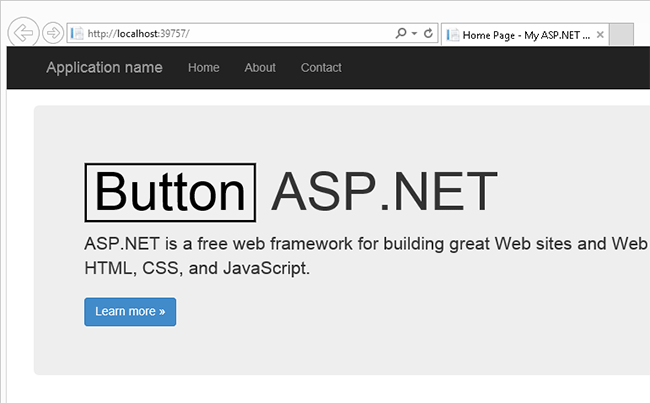 http://localhost:39757/
Home Page - My ASP.NET ...
Application name Home About Contact
Button ASP.NET
ASP.NET is a free web framework for building great Web sites and Web
HTML, CSS, and JavaScript.
Learn more »